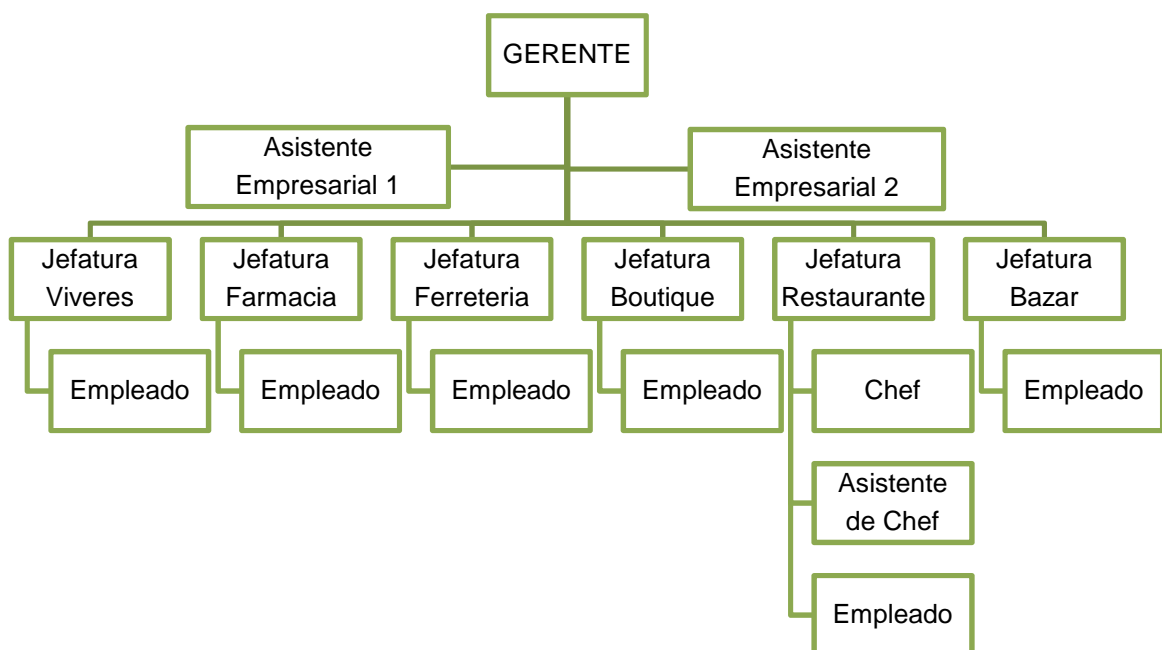 GERENTE
Asistente
Empresarial 1
Asistente
Empresarial 2
Jefatura
Viveres
Jefatura
Farmacia
Jefatura
Ferreteria
Jefatura
Boutique
Jefatura
Restaurante
Jefatura
Bazar
Empleado
Empleado
Empleado
Empleado
Chef
Empleado
Asistente
de Chef
Empleado